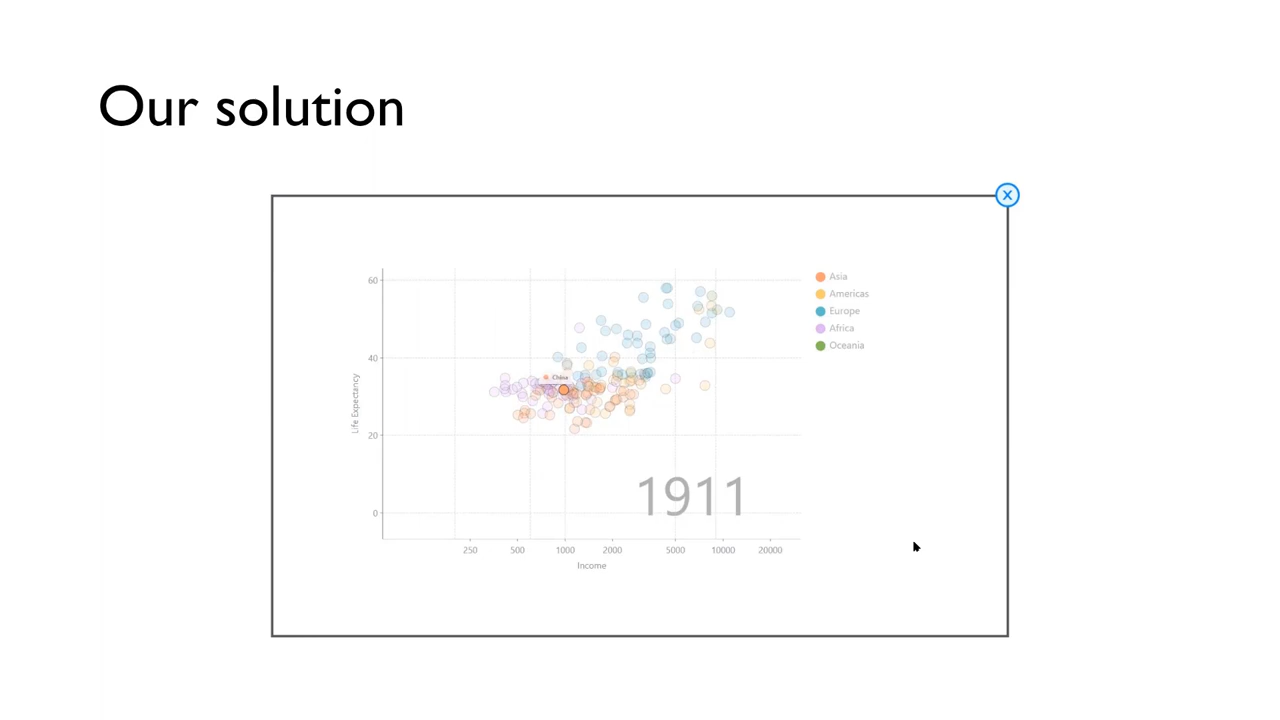 Our solution
X
60
40
20
0
Life Expectancy
China
1911
250 500 1000 2000 5000 10000 20000
Income
Asia
Americas
Europe
Africa
Oceania